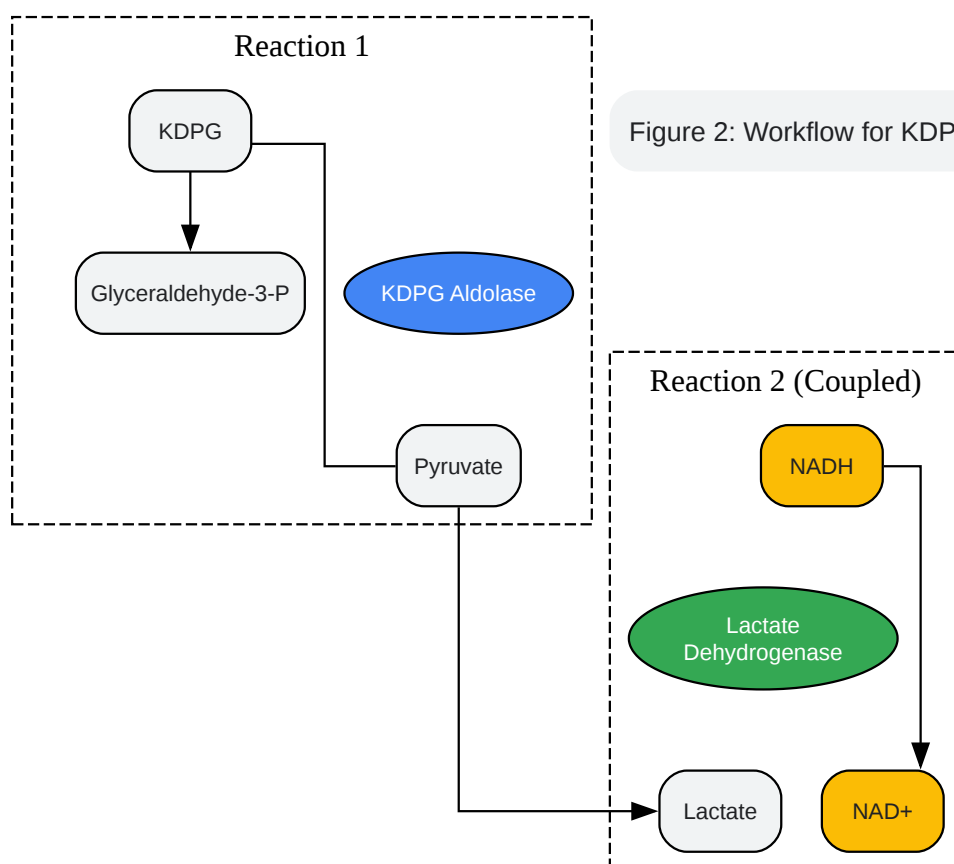 Reaction 1
KDPG
Figure 2: Workflow for KDP
Glyceraldehyde-3-P
KDPG Aldolase
Reaction 2 (Coupled)
Pyruvate
NADH
Lactate
Dehydrogenase
Lactate
NAD+